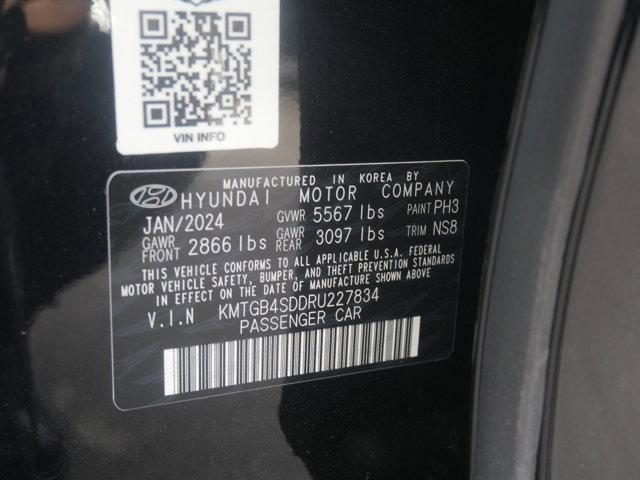 VIN INFO
MANUFACTURED IN KOREA BY
HYUNDAI MOTOR COMPANY
JAN/2024 GVWR 5567 lbs PAINT PH3
GAWR FRONT 2866 lbs GAWR REAR 3097 lbs TRIM NS8
THIS VEHICLE CONFORMS TO ALL APPLICABLE U.S.A. FEDERAL
MOTOR VEHICLE SAFETY, BUMPER, AND THEFT PREVENTION STANDARDS
IN EFFECT ON THE DATE OF MANUFACTURE SHOWN ABOVE
V.I.N KMTGB4SDDRU227834
PASSENGER CAR